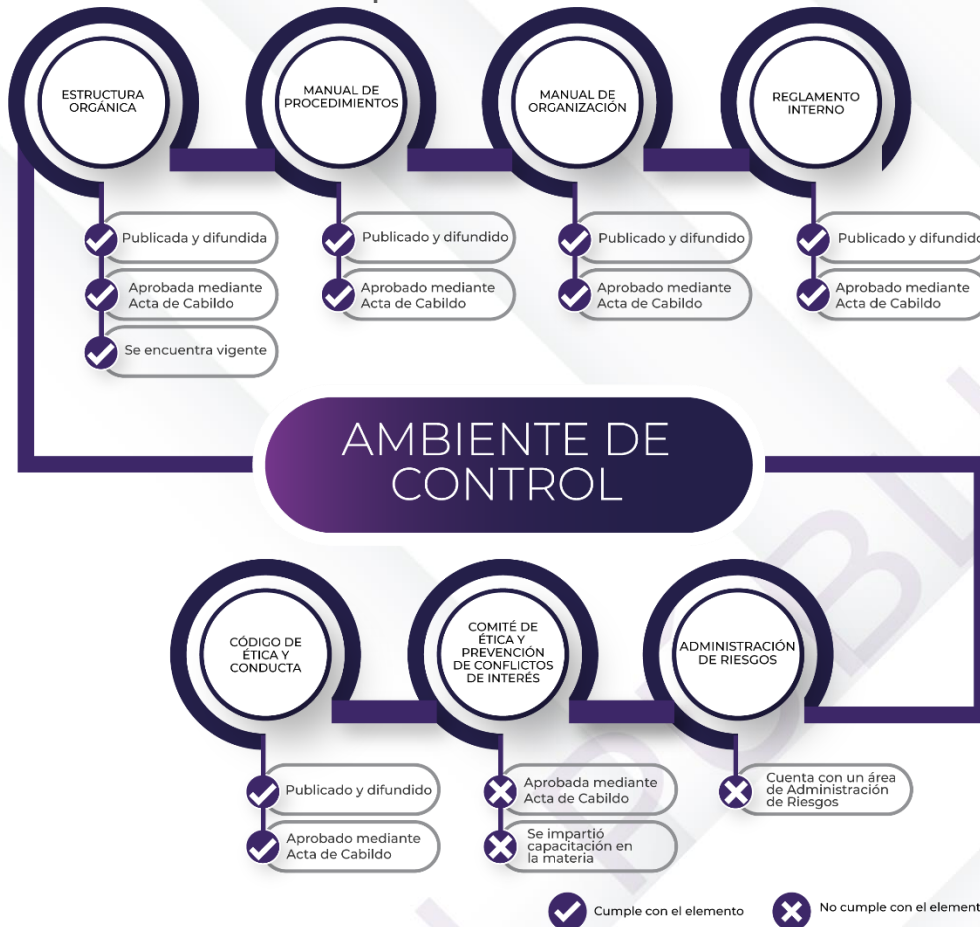 ESTRUCTURA
ORGÁNICA
MANUAL DE
PROCEDIMIENTOS
MANUAL DE
ORGANIZACIÓN
REGLAMENTO
INTERNO
Publicada y difundida
Aprobada mediante
Acta de Cabildo
Se encuentra vigente
Publicado y difundido
Aprobado mediante
Acta de Cabildo
Publicado y difundido
Aprobado mediante
Acta de Cabildo
Publicado y difundido
Aprobado mediante
Acta de Cabildo
AMBIENTE DE
CONTROL
CÓDIGO DE
ÉTICA Y
CONDUCTA
COMITÉ DE
ÉTICA Y
PREVENCIÓN
DE CONFLICTOS
DE INTERÉS
ADMINISTRACIÓN
DE RIESGOS
Publicado y difundido
Aprobado mediante
Acta de Cabildo
Aprobada mediante
Acta de Cabildo
Se impartió
capacitación en
la materia
Cuenta con un área
de Administración
de Riesgos
Cumple con el elemento
No cumple con el element